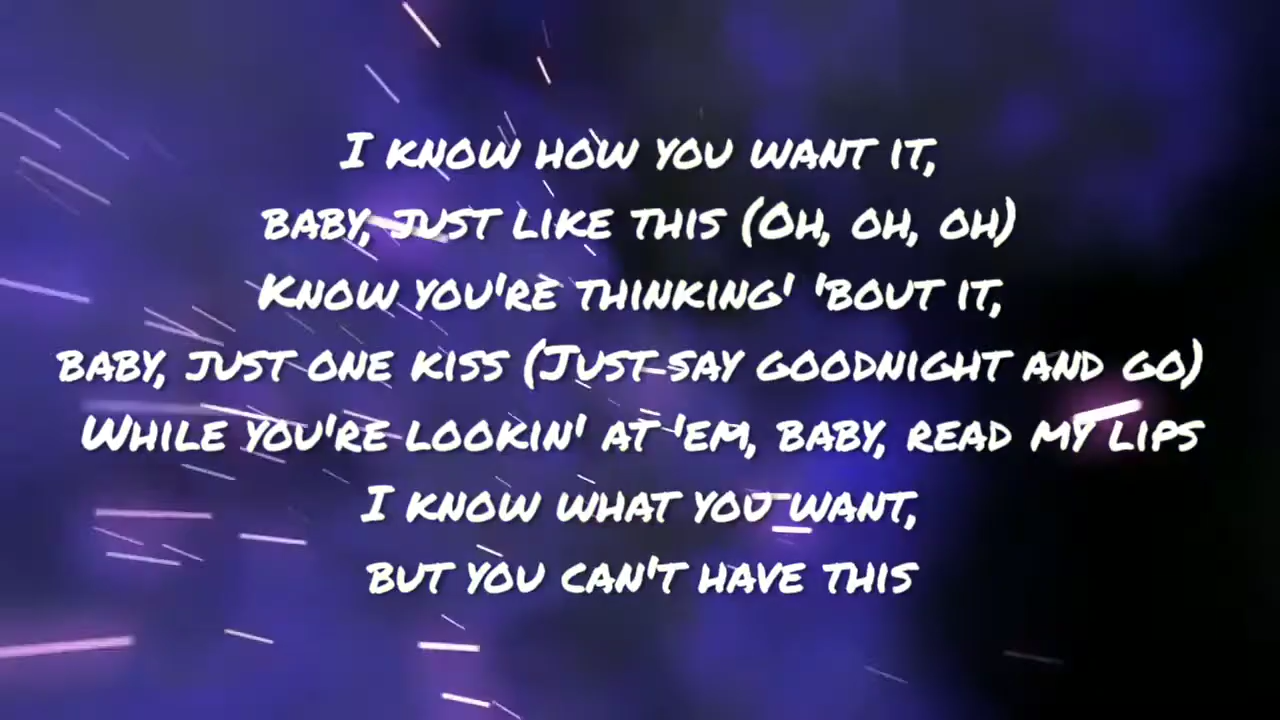 I know how you want it,
baby, just like this (Oh, oh, oh)
Know you're thinking' 'bout it,
baby, just one kiss (Just say goodnight and go)
While you're lookin' at 'em, baby, read my lips
I know what you want,
but you can't have this